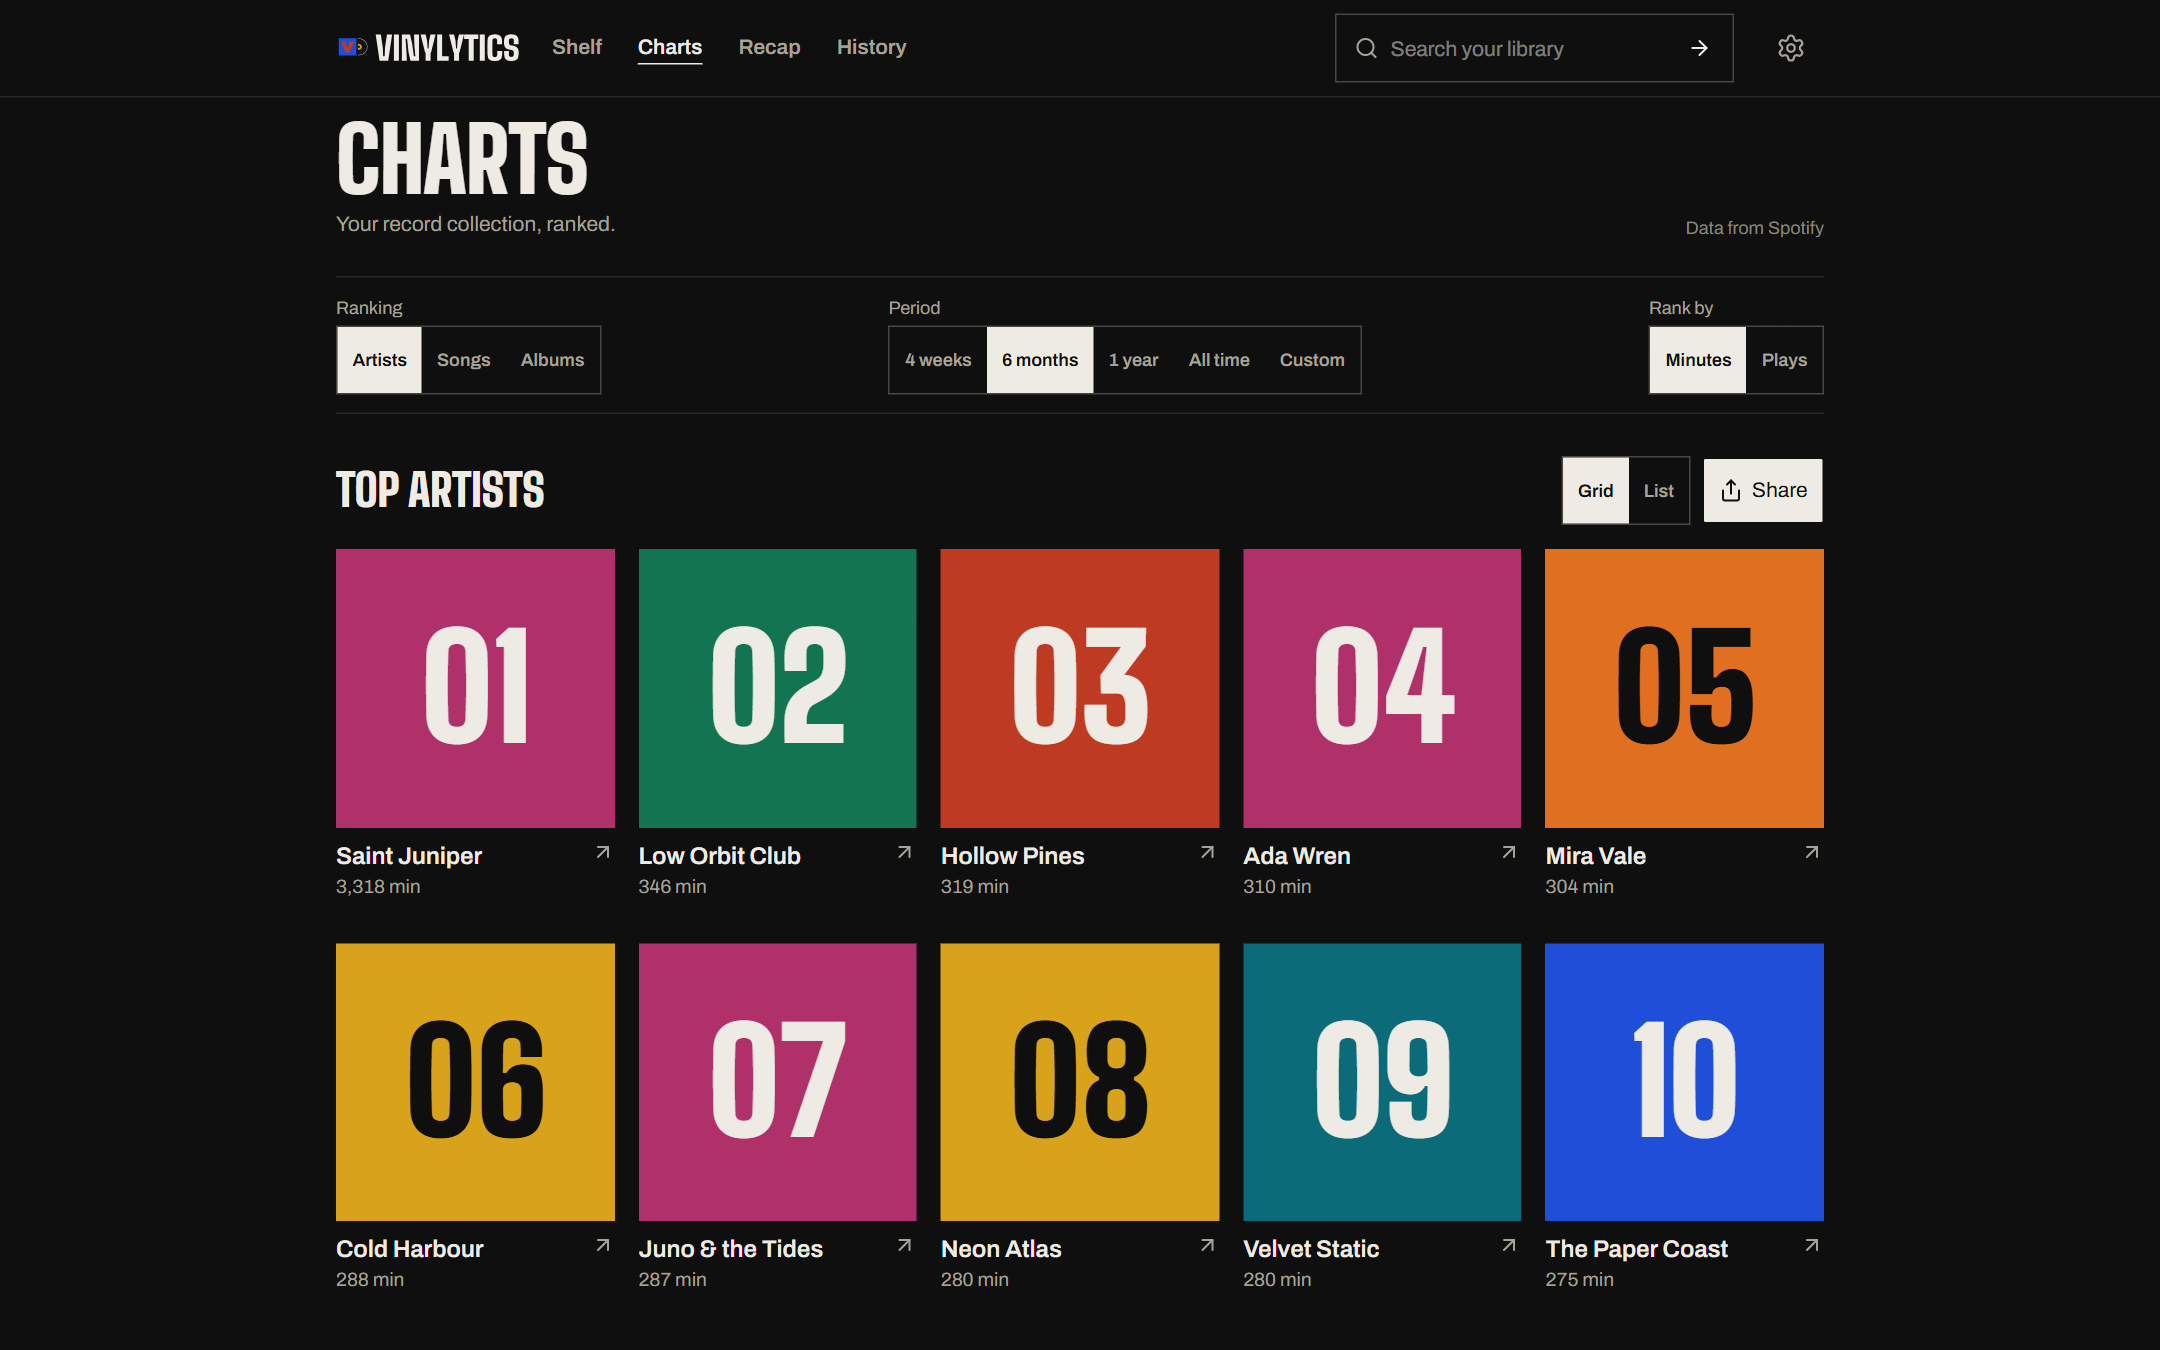 VINYLYTICS Shelf Charts Recap History Search your library
CHARTS
Your record collection, ranked.
Data from Spotify
Ranking Period Rank by
Artists Songs Albums 4 weeks 6 months 1 year All time Custom Minutes Plays
TOP ARTISTS Grid List Share
01 02 03 04 05
Saint Juniper Low Orbit Club Hollow Pines Ada Wren Mira Vale
3,318 min 346 min 319 min 310 min 304 min
06 07 08 09 10
Cold Harbour Juno & the Tides Neon Atlas Velvet Static The Paper Coast
288 min 287 min 280 min 280 min 275 min